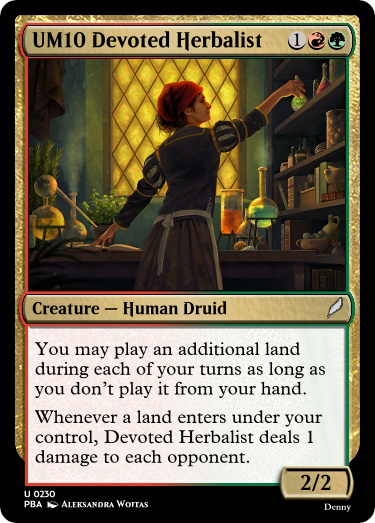 UM10 Devoted Herbalist 1
Creature — Human Druid
You may play an additional land
during each of your turns as long as
you don't play it from your hand.
Whenever a land enters under your
control, Devoted Herbalist deals 1
damage to each opponent.
2/2
U 0230
PBA Aleksandra Wojtas
Denny